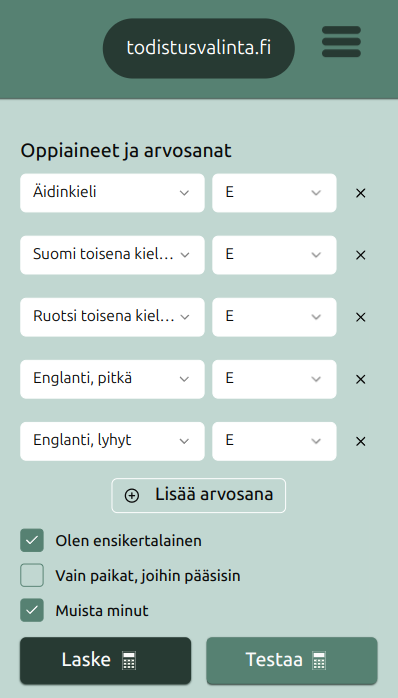 todistusvalinta.fi
Oppiaineet ja arvosanat
Äidinkieli E
Suomi toisena kiel... E
Ruotsi toisena kiel... E
Englanti, pitkä E
Englanti, lyhyt E
Lisää arvosana
Olen ensikertalainen
Vain paikat, joihin pääsisin
Muista minut
Laske Testaa